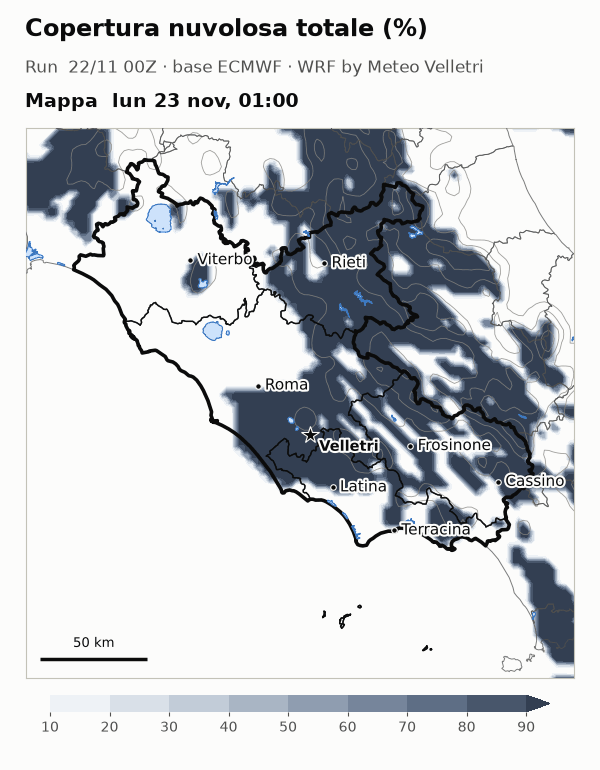 Copertura nuvolosa totale (%)
Run 22/11 00Z · base ECMWF · WRF by Meteo Velletri
Mappa lun 23 nov, 01:00
Viterbo
Rieti
Roma
Velletri
Frosinone
Latina
Cassino
Terracina
50 km
10 20 30 40 50 60 70 80 90